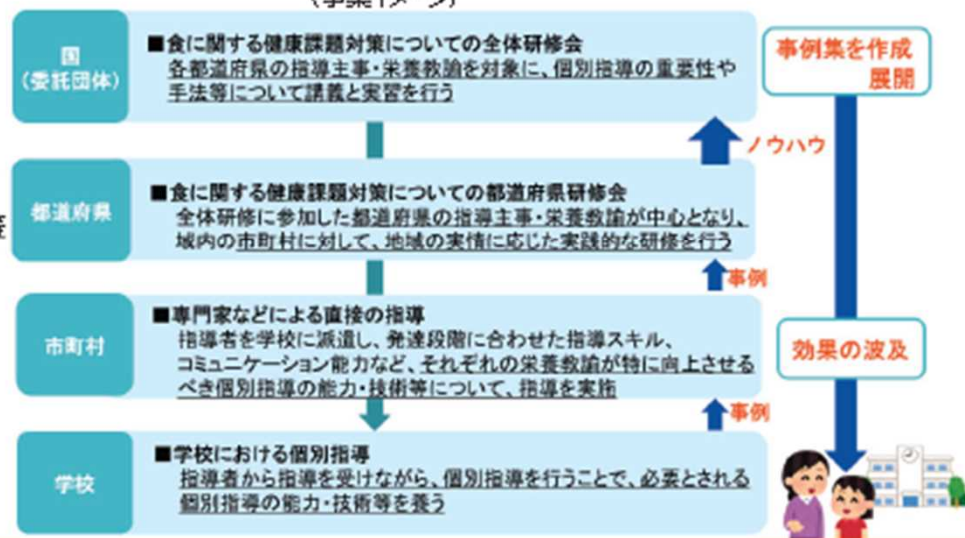 国
(委託団体)
■食に関する健康課題対策についての全体研修会
各都道府県の指導主事・栄養教諭を対象に、個別指導の重要性や
手法等について講義と実習を行う
事例集を作成
展開
ノウハウ
都道府県
■食に関する健康課題対策についての都道府県研修会
全体研修に参加した都道府県の指導主事・栄養教諭が中心となり、
域内の市町村に対して、地域の実情に応じた実践的な研修を行う
事例
市町村
■専門家などによる直接の指導
指導者を学校に派遣し、発達段階に合わせた指導スキル、
コミュニケーション能力など、それぞれの栄養教諭が特に向上させる
べき個別指導の能力・技術等について、指導を実施
効果の波及
事例
学校
■学校における個別指導
指導者から指導を受けながら、個別指導を行うことで、必要とされる
個別指導の能力・技術等を養う